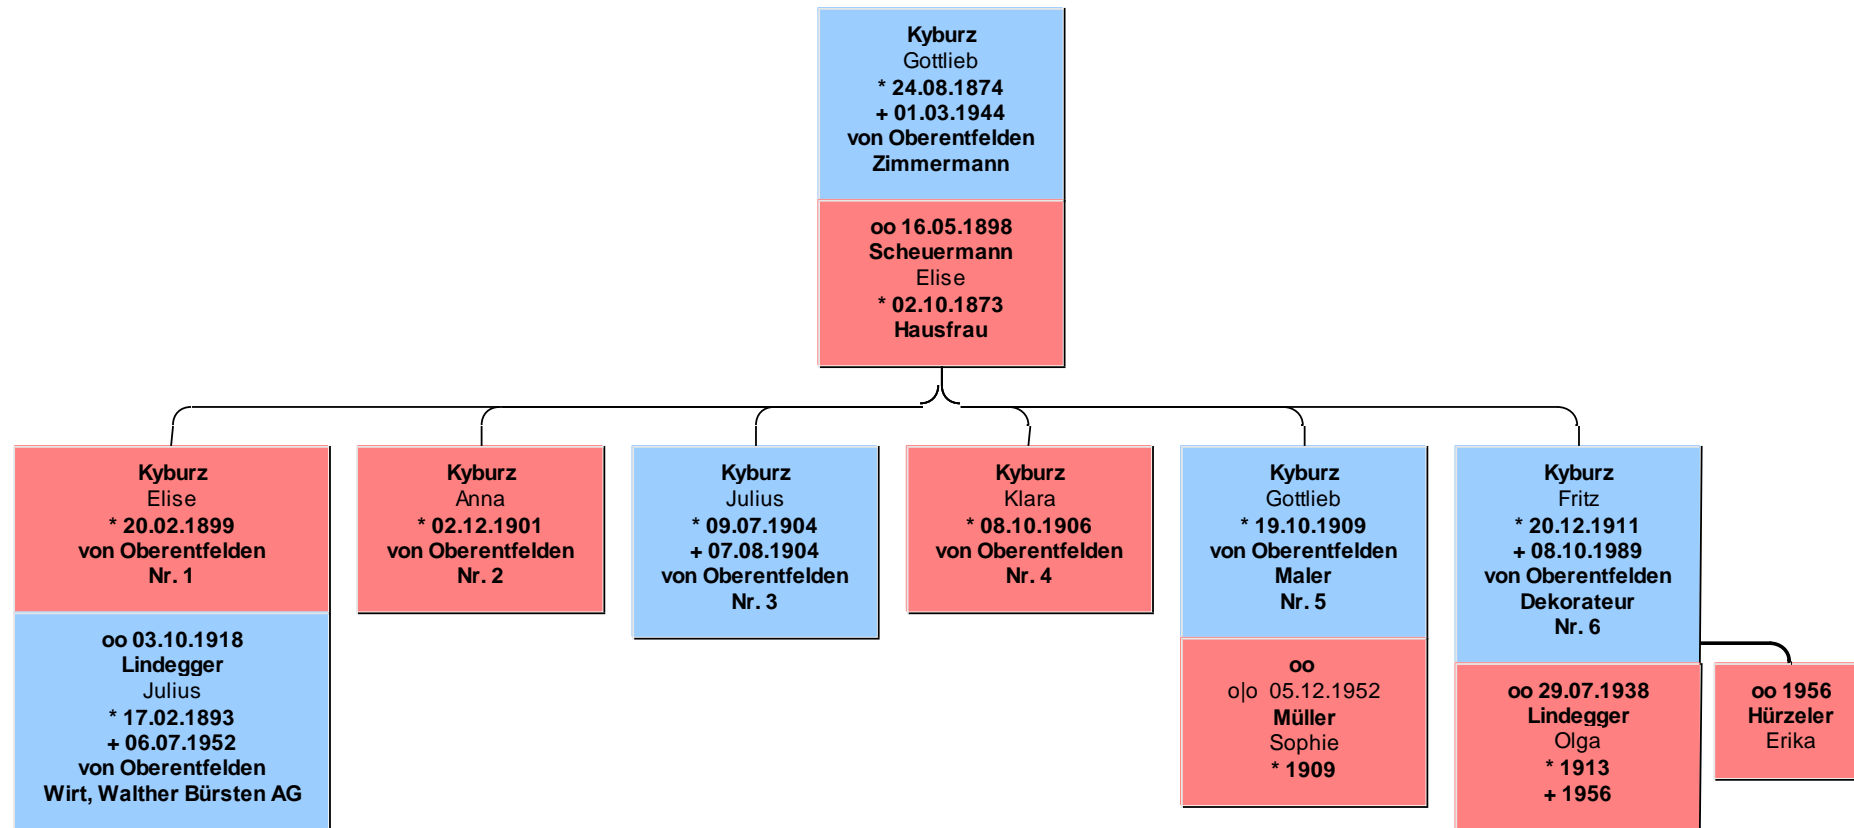 Kyburz
Gottlieb
* 24.08.1874
+ 01.03.1944
von Oberentfelden
Zimmermann
oo 16.05.1898
Scheuermann
Elise
* 02.10.1873
Hausfrau
Kyburz
Elise
* 20.02.1899
von Oberentfelden
Nr. 1
oo 03.10.1918
Lindegger
Julius
* 17.02.1893
+ 06.07.1952
von Oberentfelden
Wirt, Walther Bürsten AG
Kyburz
Anna
* 02.12.1901
von Oberentfelden
Nr. 2
Kyburz
Julius
* 09.07.1904
+ 07.08.1904
von Oberentfelden
Nr. 3
Kyburz
Klara
* 08.10.1906
von Oberentfelden
Nr. 4
Kyburz
Gottlieb
* 19.10.1909
von Oberentfelden
Maler
Nr. 5
oo
o|o 05.12.1952
Müller
Sophie
* 1909
Kyburz
Fritz
* 20.12.1911
+ 08.10.1989
von Oberentfelden
Dekorateur
Nr. 6
oo 29.07.1938
Lindegger
Olga
* 1913
+ 1956
oo 1956
Hürzeler
Erika